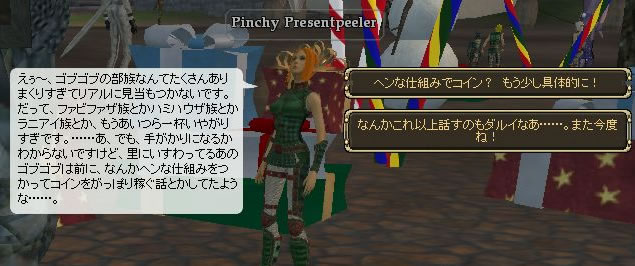 Pinchy Presentpeeler
えぅ～、ゴブゴブの部族なんてたくさんあり
まくりすぎてリアルに見当もつかないです。
だって、ファビファザ族とかハミハウザ族とか
ラニアイ族とか、もうあいつら一杯いやがり
すぎです。……あ、でも、手がかりになるか
わからないですけど、里にいすわってるあの
ゴブゴブは前に、なんかヘンな仕組みをつ
かってコインをがっぽり稼ぐ話とかしてたよう
な……。
ヘンな仕組みでコイン？ もう少し具体的に！
なんかこれ以上話すのもダルイなあ……。また今度
ね！